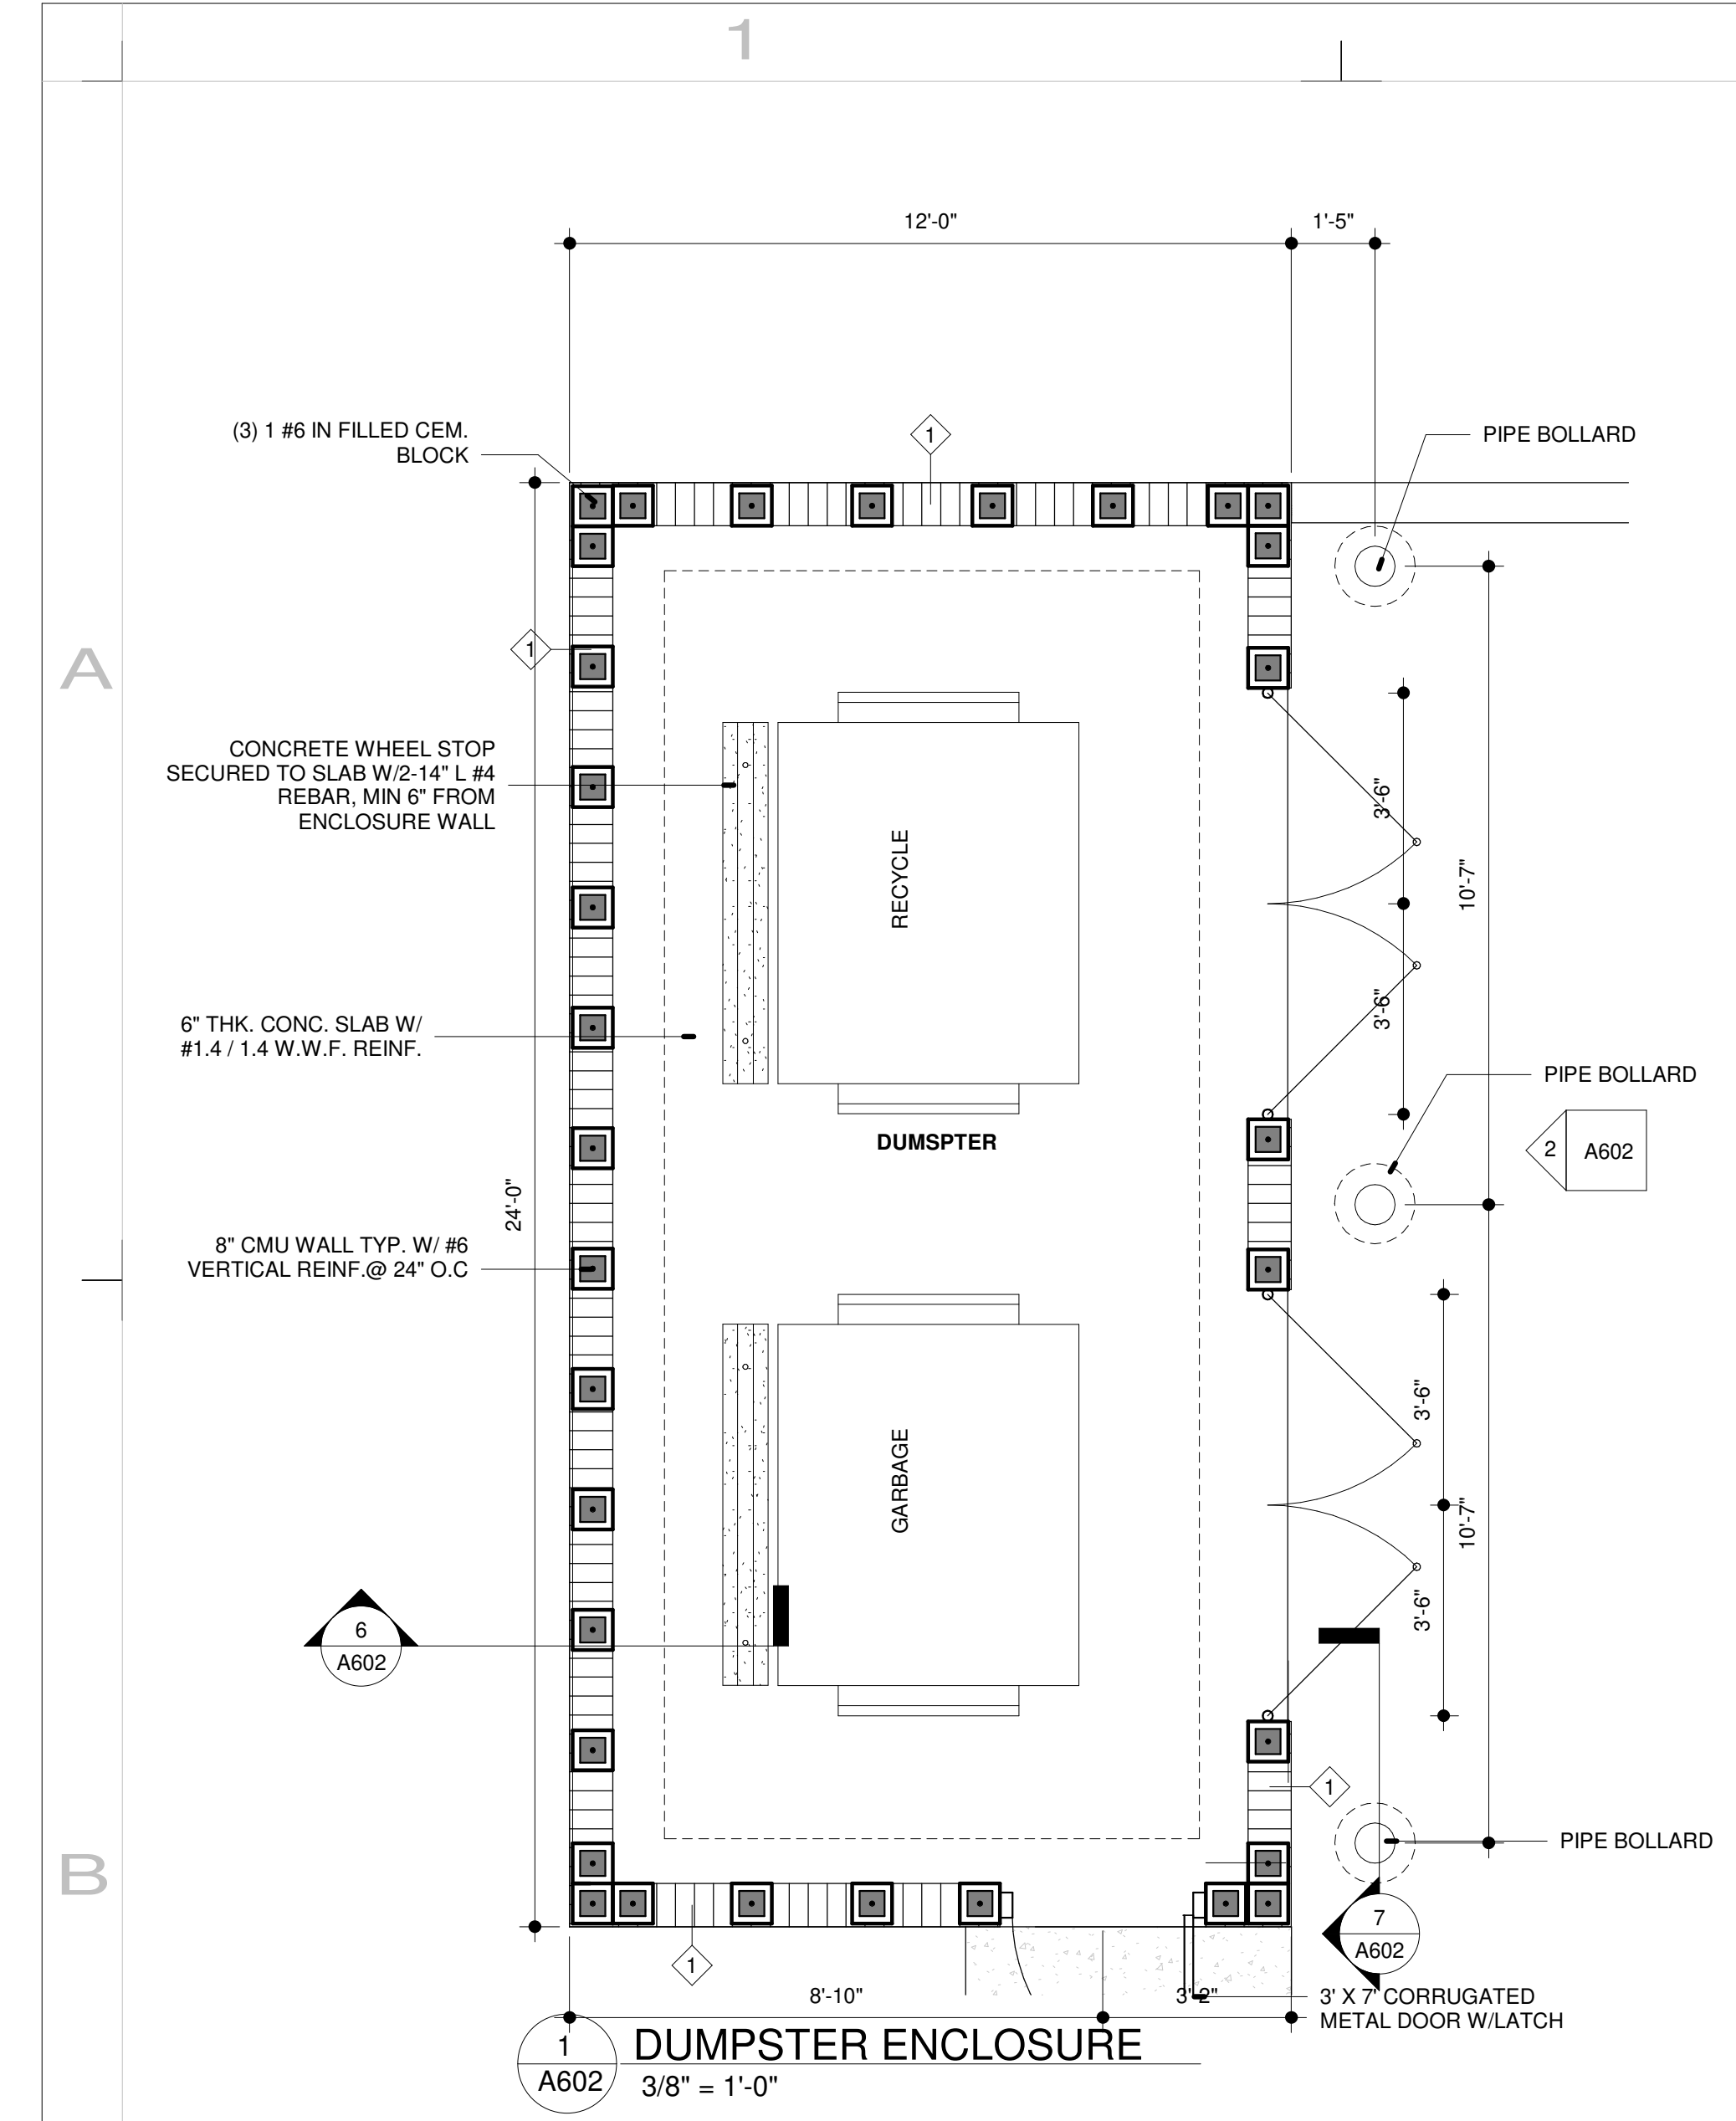 1
12'-0"
1'-5"
(3) 1 #6 IN FILLED CEM.
BLOCK
1
PIPE BOLLARD
A
1
CONCRETE WHEEL STOP
SECURED TO SLAB W/2-14" L #4
REBAR, MIN 6" FROM
ENCLOSURE WALL
3'-6"
RECYCLE
10'-7"
3'-6"
6" THK. CONC. SLAB W/
#1.4 / 1.4 W.W.F. REINF.
PIPE BOLLARD
DUMSPTER
2
A602
24'-0"
8" CMU WALL TYP. W/ #6
VERTICAL REINF.@ 24" O.C
3'-6"
GARBAGE
10'-7"
3'-6"
6
A602
1
PIPE BOLLARD
B
7
A602
1
8'-10"
3'-2"
3' X 7' CORRUGATED
METAL DOOR W/LATCH
1
A602
DUMPSTER ENCLOSURE
3/8" = 1'-0"